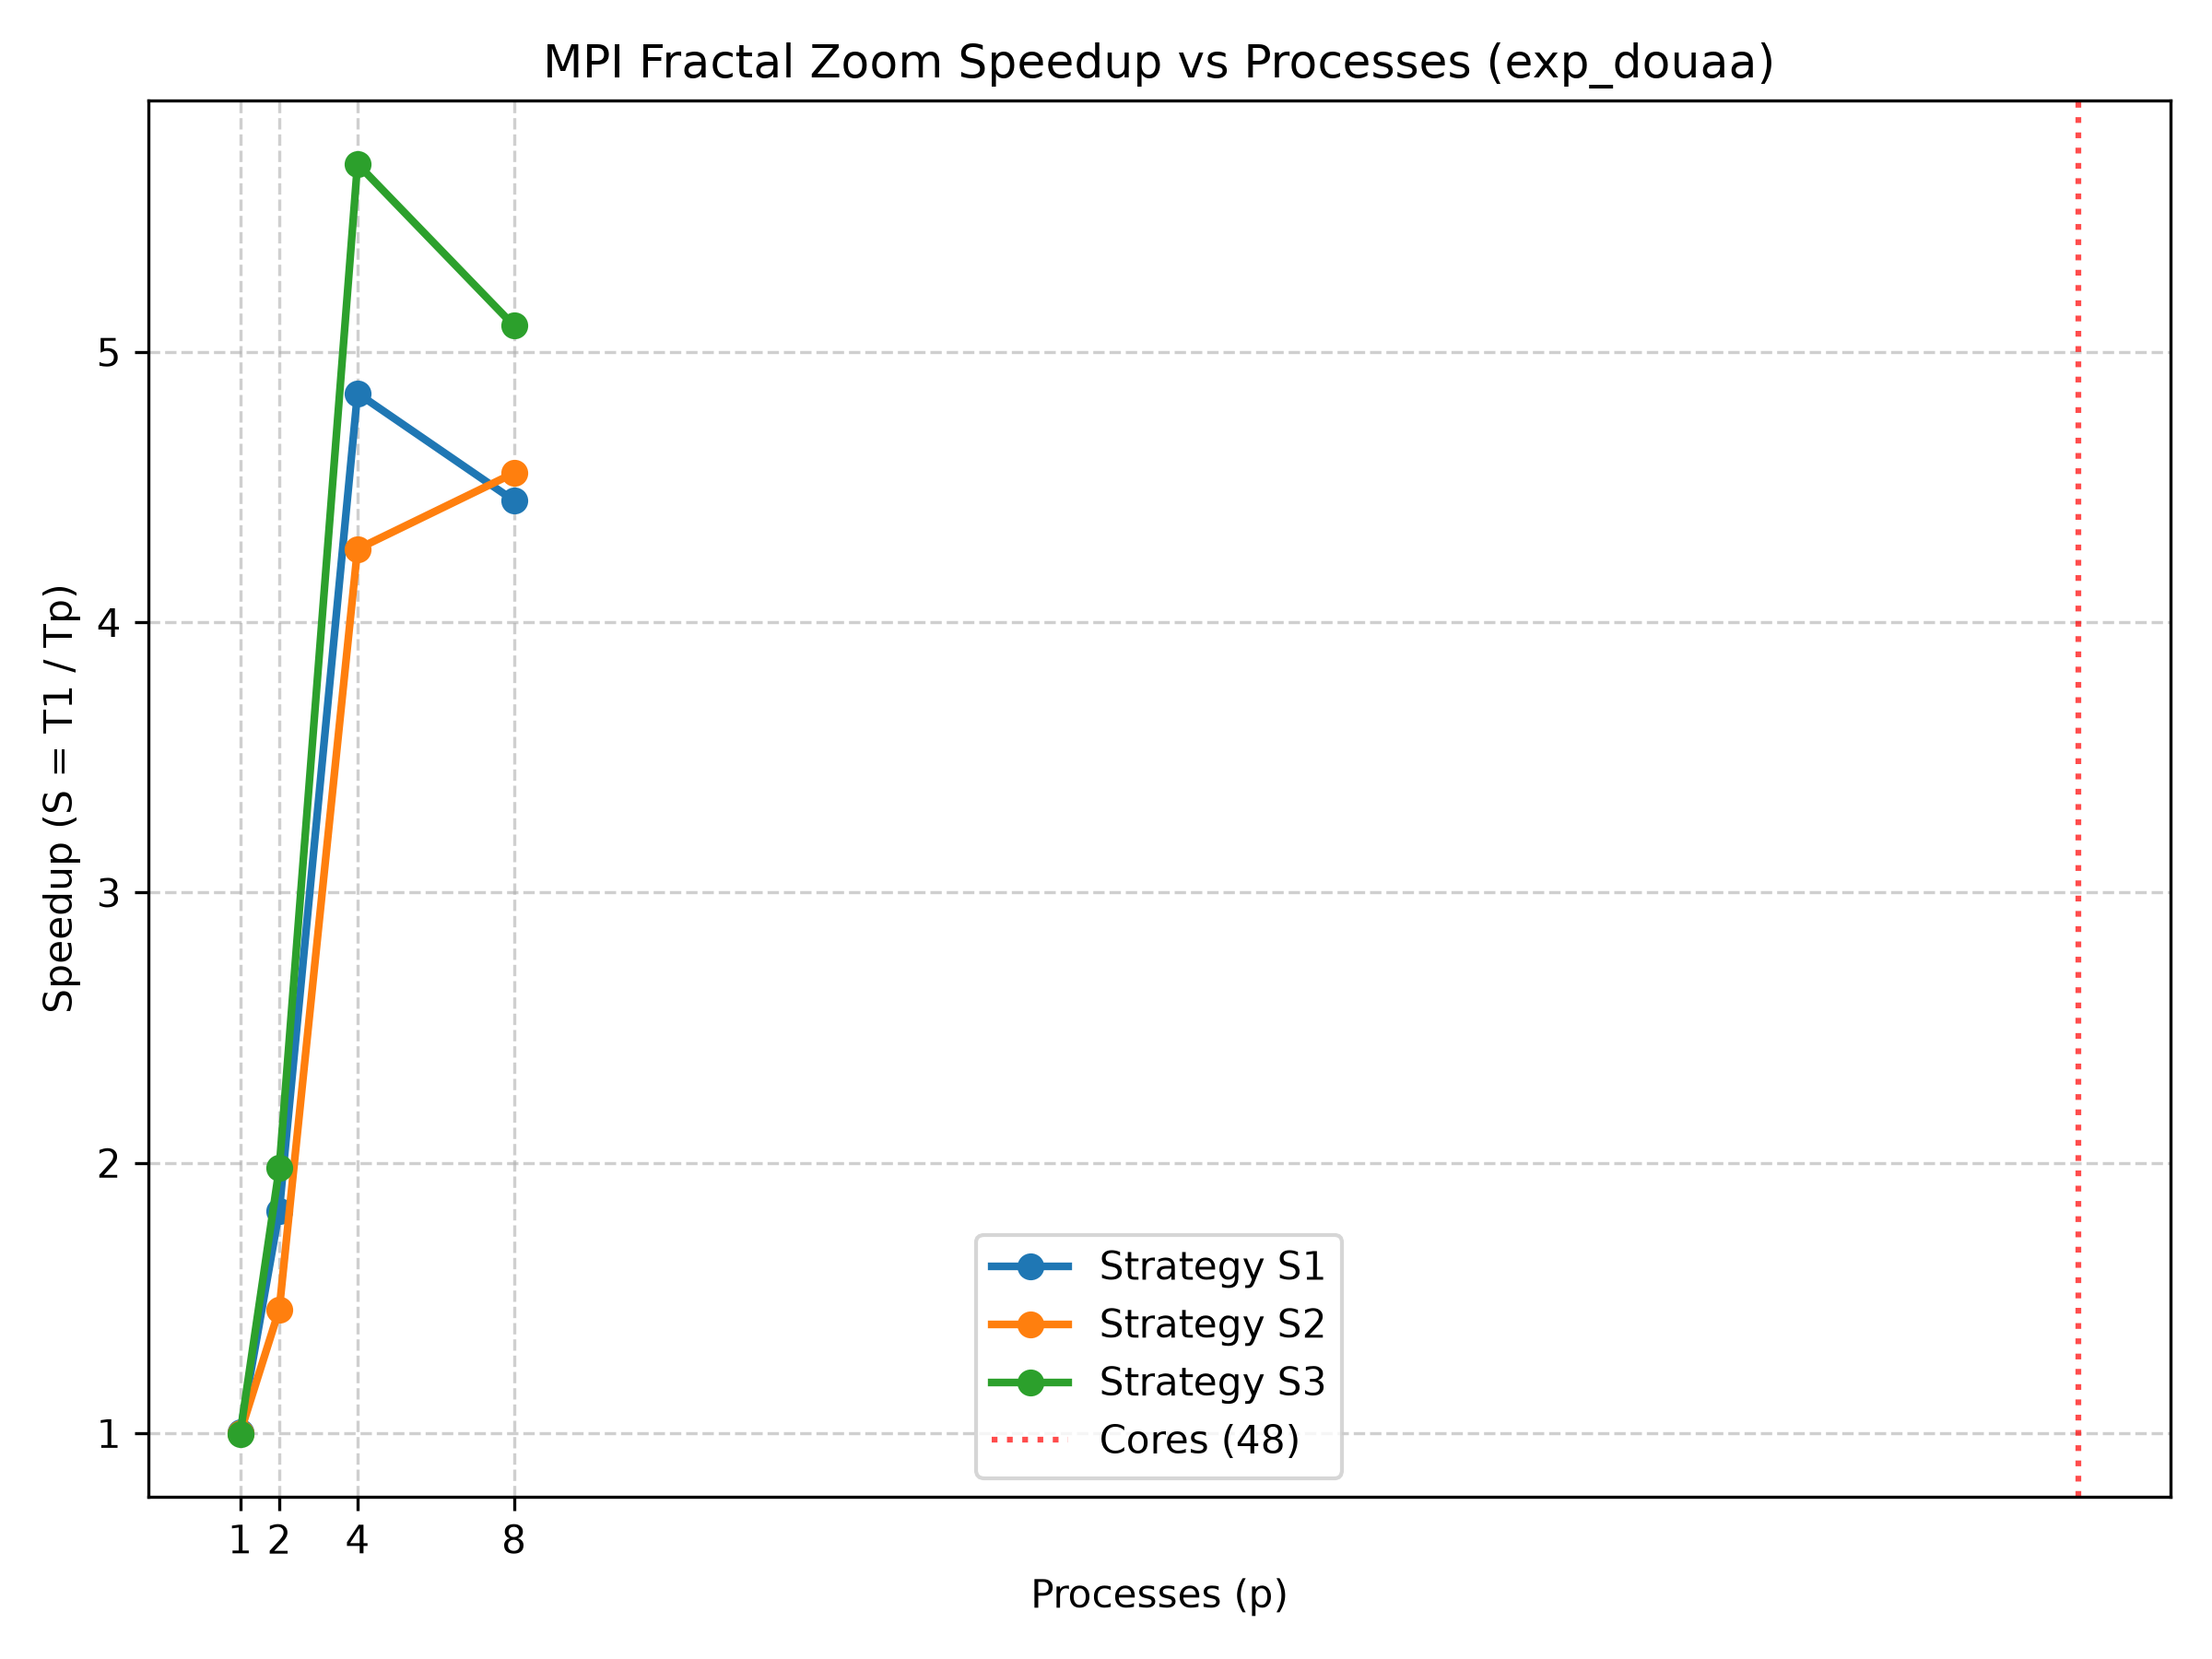 MPI Fractal Zoom Speedup vs Processes (exp_douaa)
Speedup (S = T1 / Tp)
5
4
3
2
1
Strategy S1
Strategy S2
Strategy S3
Cores (48)
1 2 4 8
Processes (p)